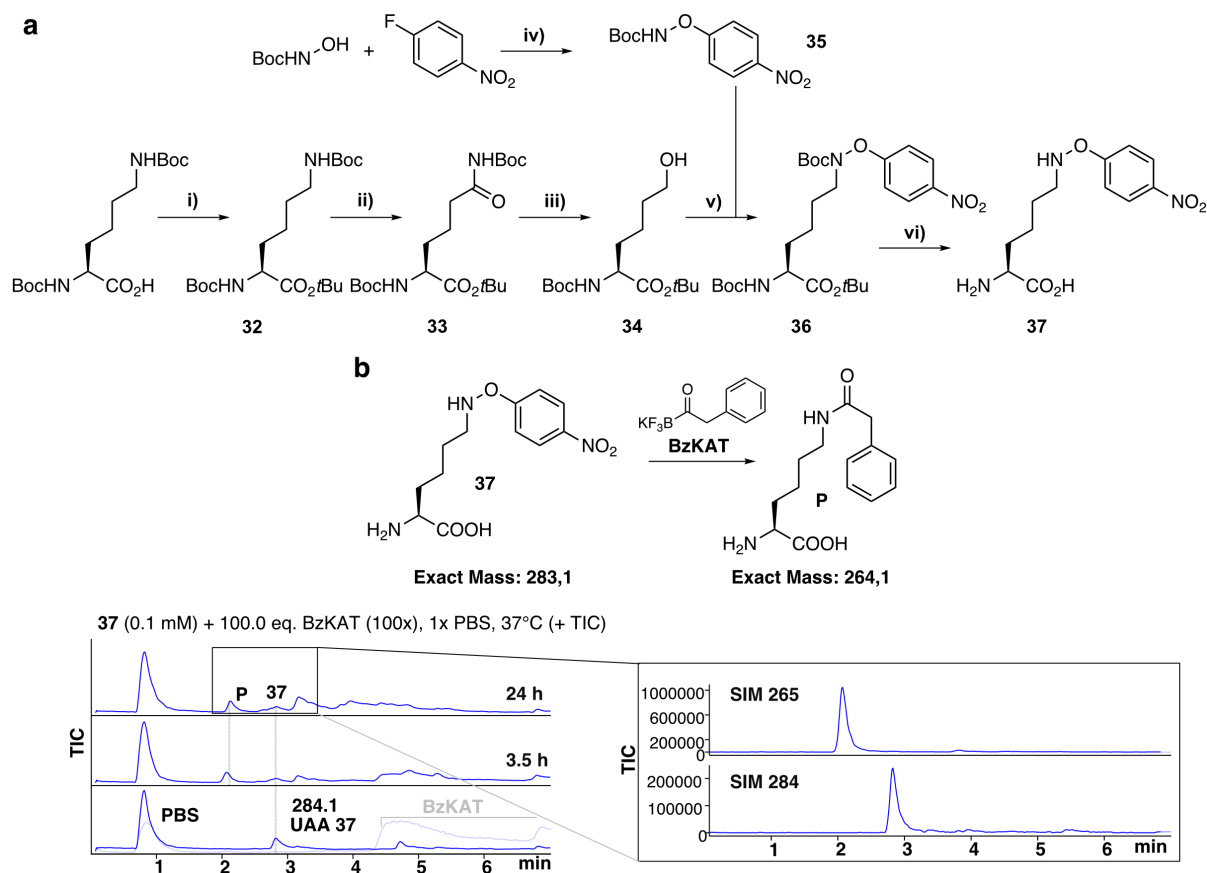 a
BocHN OH + F NO2 iv) BocHN O NO2 35
NHBoc i) NHBoc ii) NHBoc O iii) OH v) BocN O NO2 vi) HN O NO2
BocHN CO2H BocHN CO2tBu BocHN CO2tBu BocHN CO2tBu BocHN CO2tBu H2N CO2H
32 33 34 36 37
b
HN O NO2
37
H2N COOH
Exact Mass: 283,1
O
KF3B
BzKAT
O
HN
P
H2N COOH
Exact Mass: 264,1
37 (0.1 mM) + 100.0 eq. BzKAT (100x), 1x PBS, 37°C (+ TIC)
TIC
P 37 24 h
3.5 h
PBS 284.1 BzKAT
UAA 37
1 2 3 4 5 6 min
TIC
1000000 SIM 265
600000
200000
0
SIM 284
200000
100000
0
1 2 3 4 5 6 min